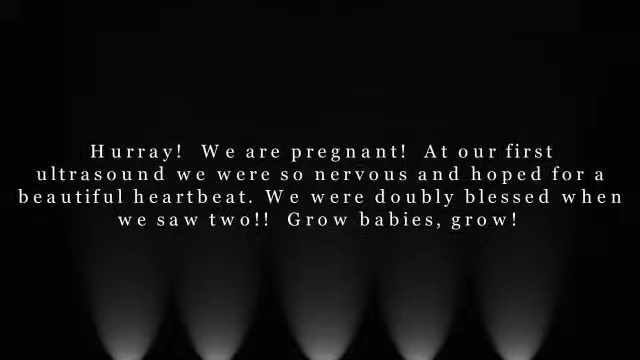 Hurray! We are pregnant! At our first
ultrasound we were so nervous and hoped for a
beautiful heartbeat. We were doubly blessed when
we saw two!! Grow babies, grow!